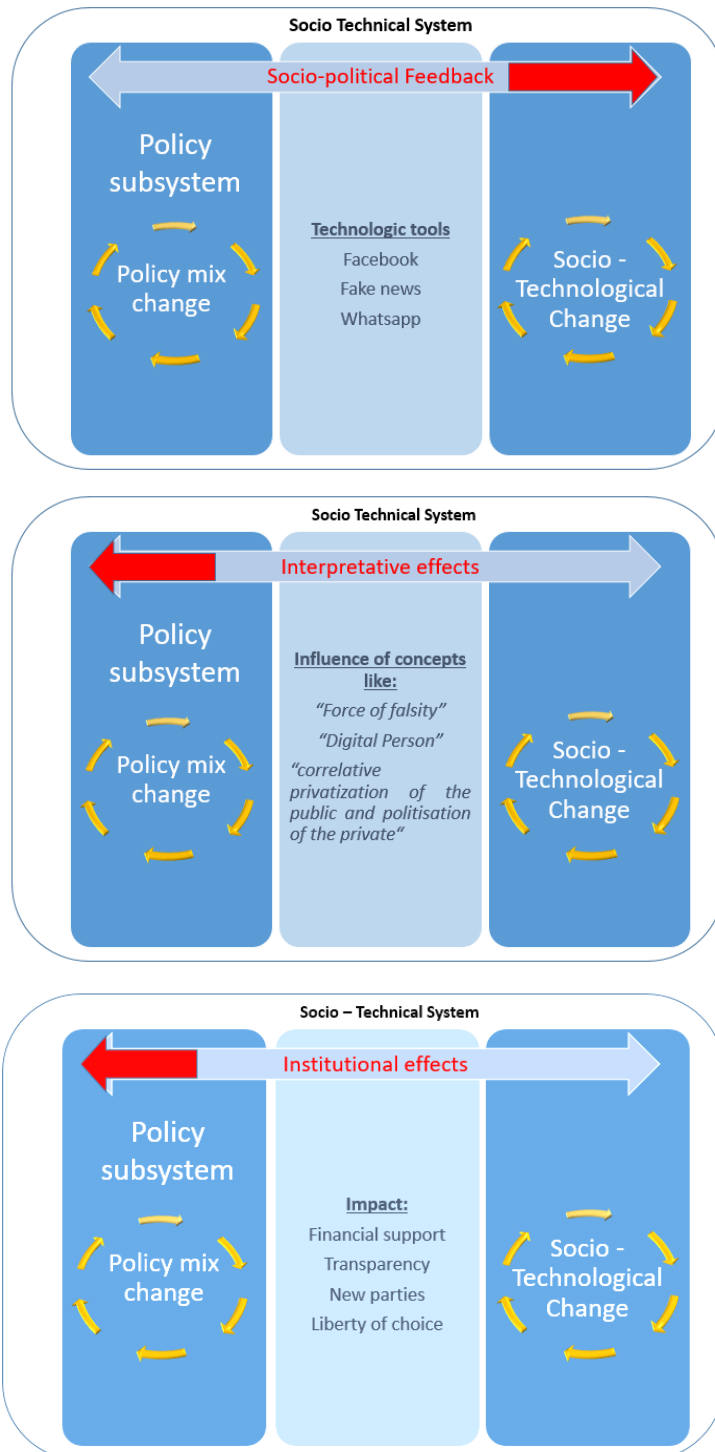 Socio Technical System
Socio-political Feedback
Policy
subsystem
Policy mix
change
Technologic tools
Facebook
Fake news
Whatsapp
Socio -
Technological
Change
Socio Technical System
Interpretative effects
Policy
subsystem
Policy mix
change
Influence of concepts
like:
“Force of falsity”
“Digital Person”
“correlative
privatization of the
public and politisation
of the private“
Socio -
Technological
Change
Socio – Technical System
Institutional effects
Policy
subsystem
Policy mix
change
Impact:
Financial support
Transparency
New parties
Liberty of choice
Socio -
Technological
Change